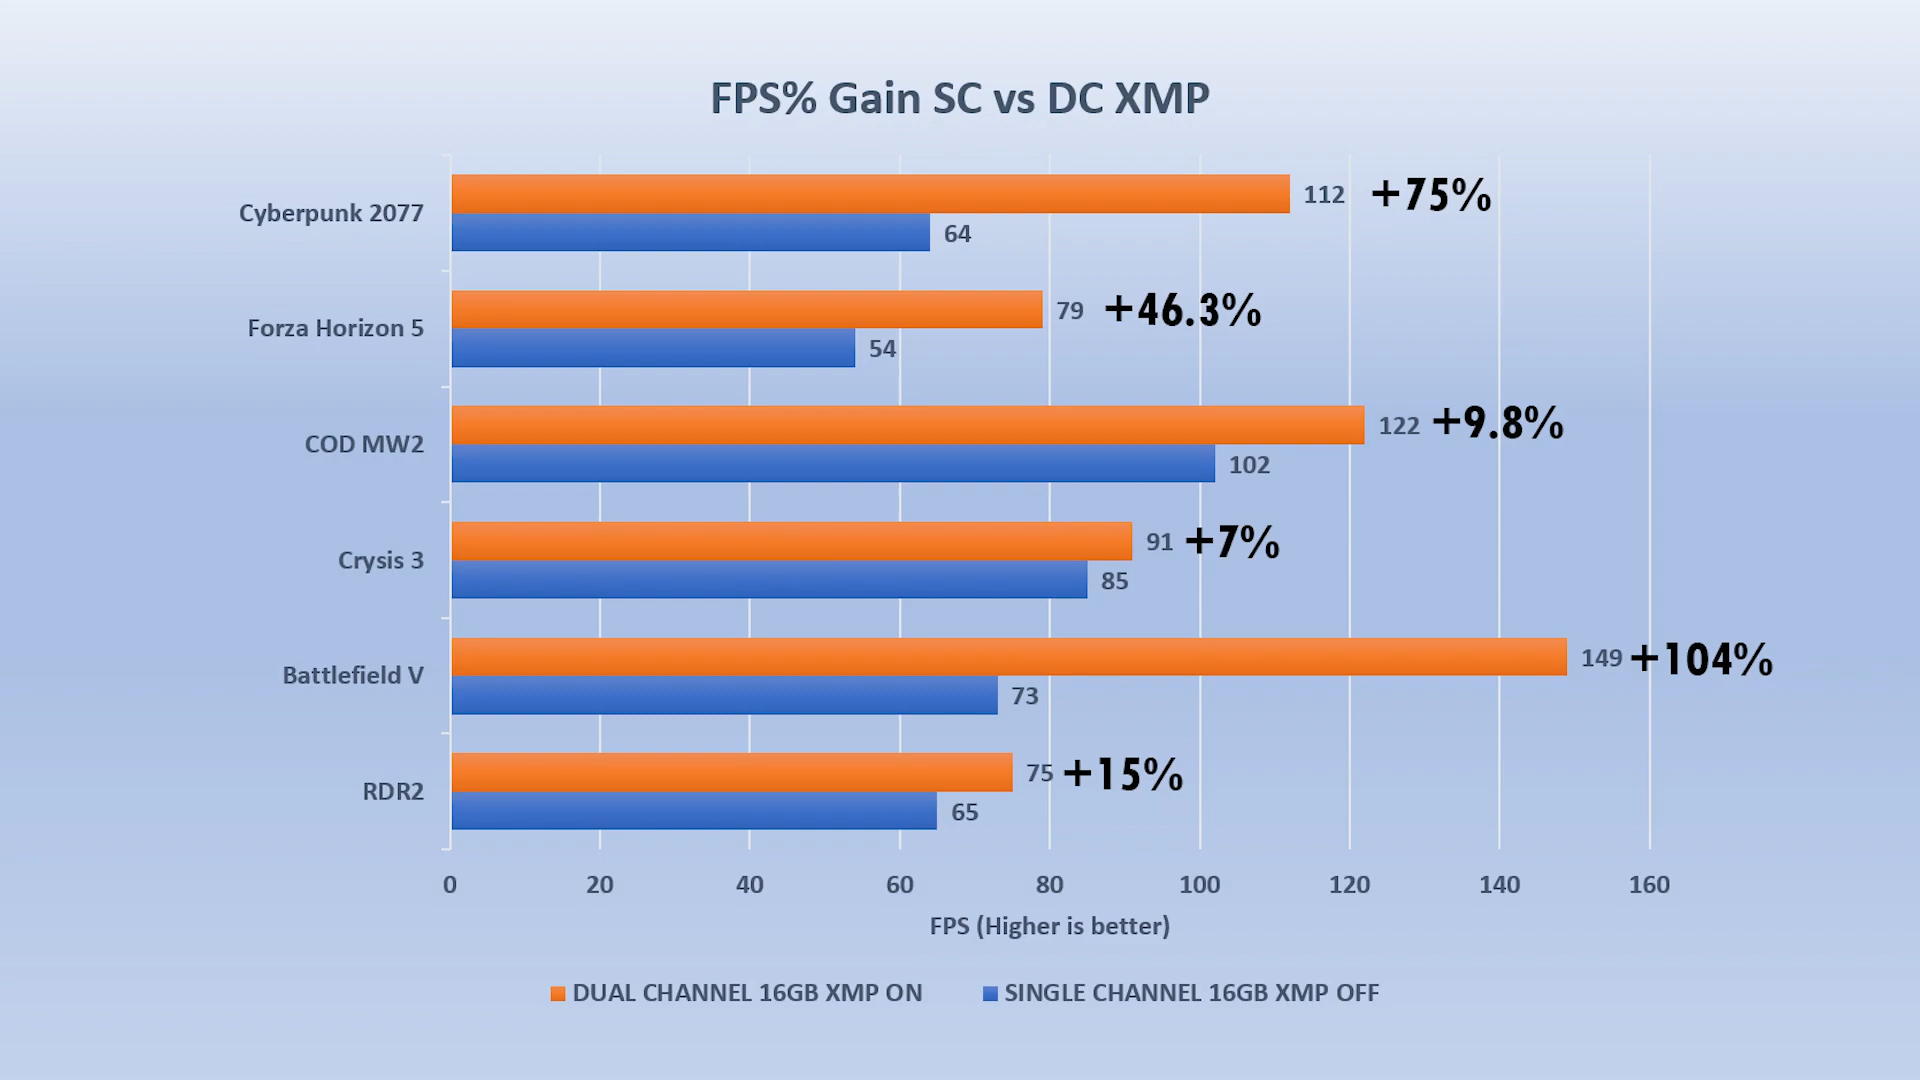 FPS% Gain SC vs DC XMP
Cyberpunk 2077
112 +75%
64
Forza Horizon 5
79 +46.3%
54
COD MW2
122 +9.8%
102
Crysis 3
91 +7%
85
Battlefield V
149 +104%
73
RDR2
75 +15%
65
0 20 40 60 80 100 120 140 160
FPS (Higher is better)
DUAL CHANNEL 16GB XMP ON SINGLE CHANNEL 16GB XMP OFF